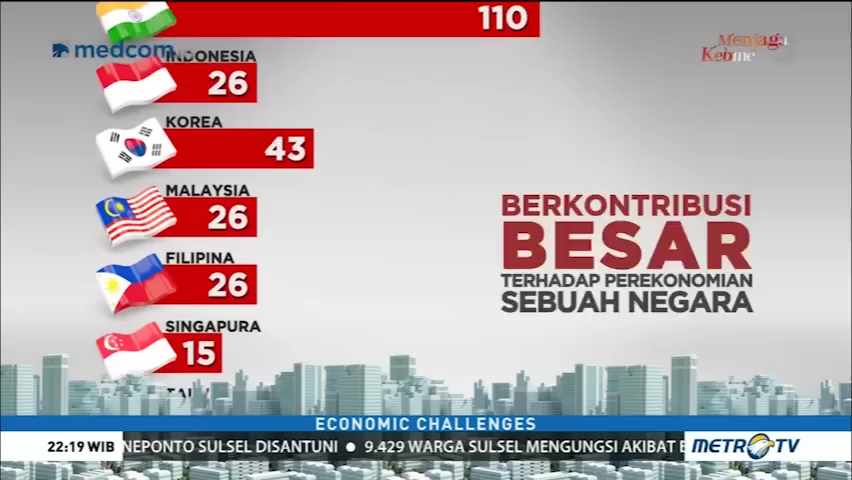 110
medcom
Menjaga
INDONESIA
26
KOREA
43
MALAYSIA
26
FILIPINA
26
SINGAPURA
15
BERKONTRIBUSI
BESAR
TERHADAP PEREKONOMIAN
SEBUAH NEGARA
ECONOMIC CHALLENGES
22:19 WIB
NEPONTO SULSEL DISANTUNI ● 9.429 WARGA SULSEL MENGUNGSI AKIBAT
METRO TV